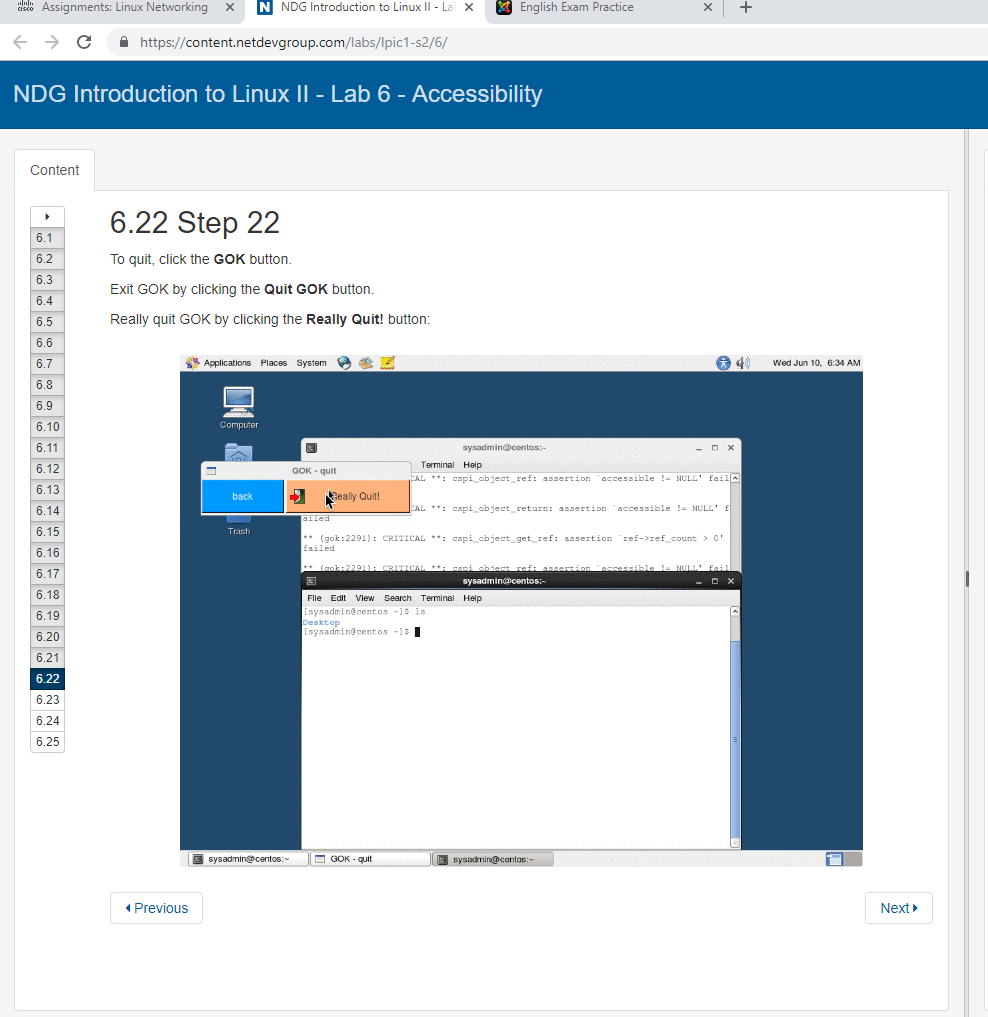 Assignments: Linux Networking
NDG Introduction to Linux II - La
English Exam Practice
https://content.netdevgroup.com/labs/lpic1-s2/6/
NDG Introduction to Linux II - Lab 6 - Accessibility
Content
6.1
6.2
6.3
6.4
6.5
6.6
6.7
6.8
6.9
6.10
6.11
6.12
6.13
6.14
6.15
6.16
6.17
6.18
6.19
6.20
6.21
6.22
6.23
6.24
6.25
6.22 Step 22
To quit, click the GOK button.
Exit GOK by clicking the Quit GOK button.
Really quit GOK by clicking the Really Quit! button:
Applications Places System
Wed Jun 10, 6:34 AM
Computer
sysadmin@centos:~
Terminal Help
GOK - quit
back
Really Quit!
Trash
CAL **: cspi_object_ref: assertion `accessible != NULL' fail
CAL **: cspi_object_return: assertion `accessible != NULL' f
ailed
** (gok:2291): CRITICAL **: cspi_object_get_ref: assertion `ref->ref_count > 0'
failed
** (gok:2291): CRITICAL **: cspi_object_ref: assertion `accessible != NULL' fail
sysadmin@centos:~
File Edit View Search Terminal Help
[sysadmin@centos ~]$ ls
Desktop
[sysadmin@centos ~]$
sysadmin@centos:~
GOK - quit
sysadmin@centos:~
Previous
Next